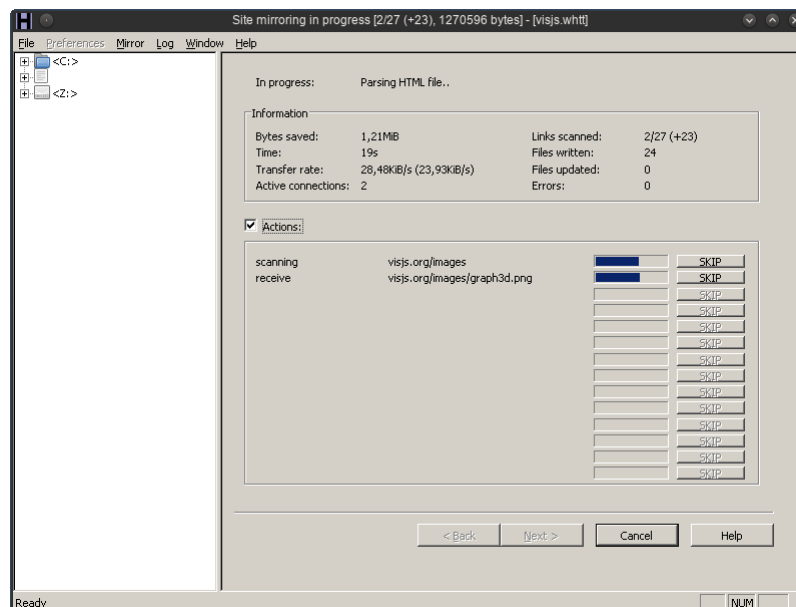 Site mirroring in progress [2/27 (+23), 1270596 bytes] - [visjs.whtt]
File Preferences Mirror Log Window Help
<C:>
<Z:>
In progress: Parsing HTML file..
Information
Bytes saved: 1,21MiB Links scanned: 2/27 (+23)
Time: 19s Files written: 24
Transfer rate: 28,48KiB/s (23,93KiB/s) Files updated: 0
Active connections: 2 Errors: 0
Actions:
scanning visjs.org/images SKIP
receive visjs.org/images/graph3d.png SKIP
SKIP
SKIP
SKIP
SKIP
SKIP
SKIP
SKIP
SKIP
SKIP
SKIP
SKIP
SKIP
< Back Next > Cancel Help
Ready NUM